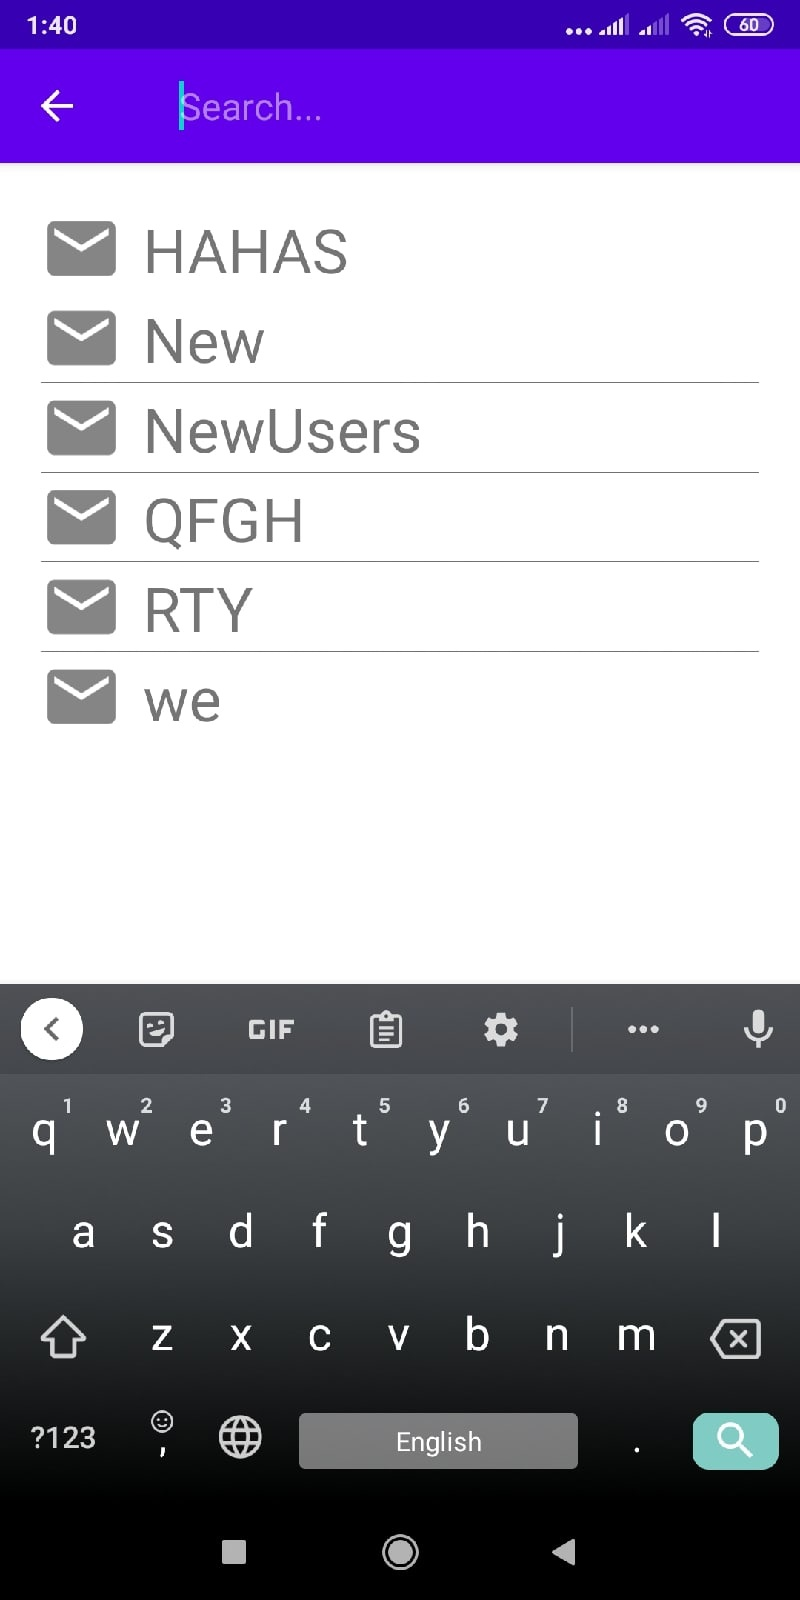 1:40
60
Search...
HAHAS
New
NewUsers
QFGH
RTY
we
GIF
1 2 3 4 5 6 7 8 9 0
q w e r t y u i o p
a s d f g h j k l
z x c v b n m
?123 , English .